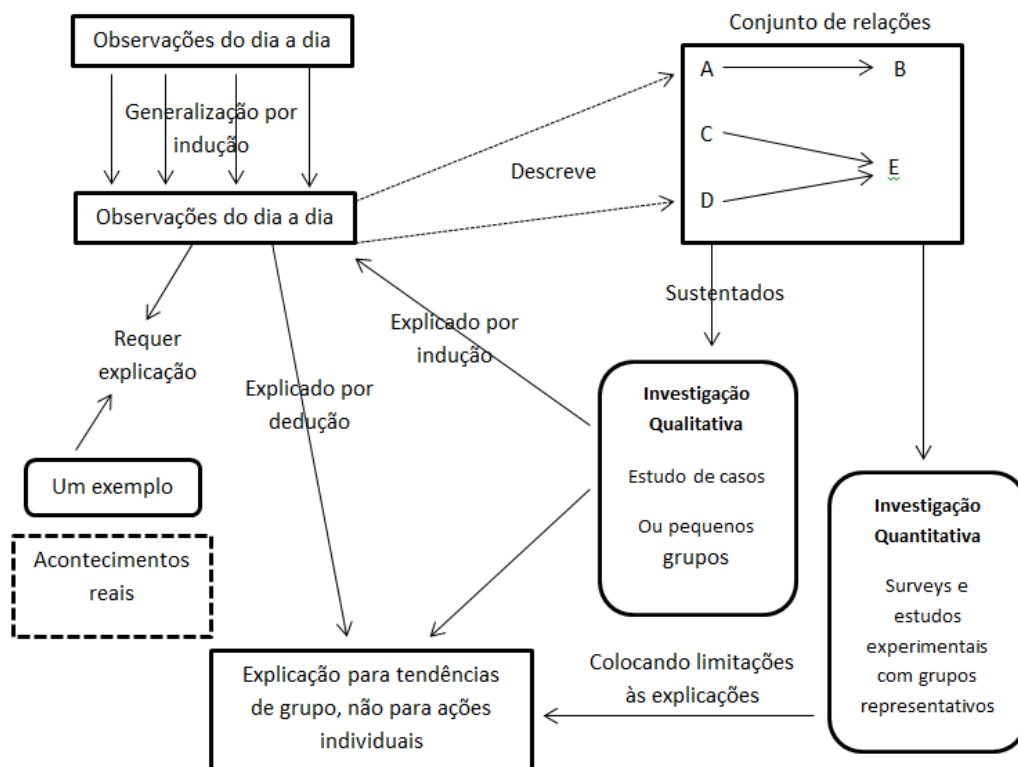 Observações do dia a dia
Generalização por
indução
Observações do dia a dia
Descreve
Conjunto de relações
A
B
C
D
E
Requer
explicação
Um exemplo
Acontecimentos
reais
Explicado por
dedução
Explicado por
indução
Sustentados
Investigação
Qualitativa
Estudo de casos
Ou pequenos
grupos
Investigação
Quantitativa
Surveys e
estudos
experimentais
com grupos
representativos
Colocando limitações
às explicações
Explicação para tendências
de grupo, não para ações
individuais